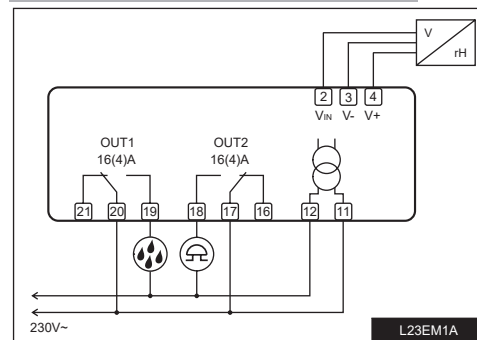 V
rH
2 3 4
VIN V- V+
OUT1 OUT2
16(4)A 16(4)A
21 20 19 18 17 16 12 11
230V~
L23EM1A